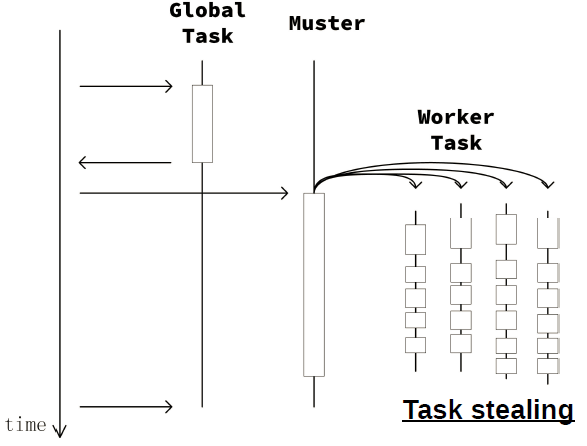 Global
Task
Muster
Worker
Task
time
Task stealing